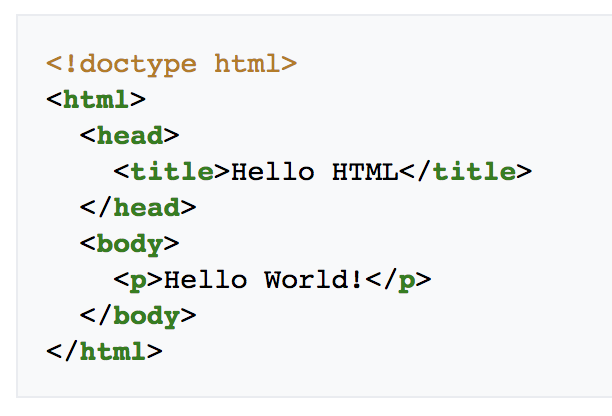 <!doctype html>
<html>
  <head>
    <title>Hello HTML</title>
  </head>
  <body>
    <p>Hello World!</p>
  </body>
</html>